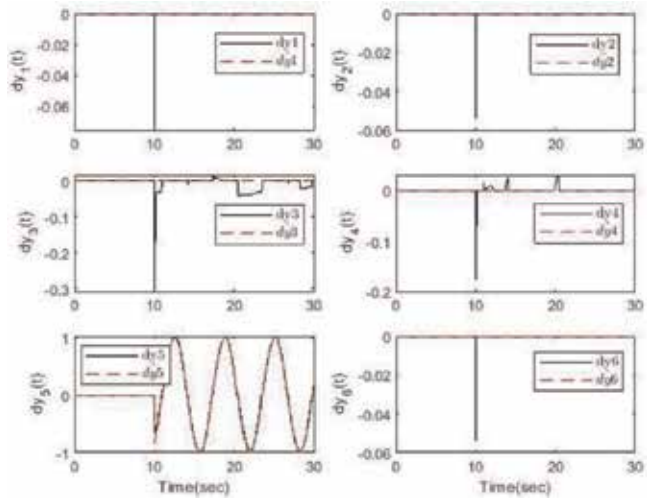 dy1(t)
0
-0.02
-0.04
-0.06
0 10 20 30
dy1
dy1
dy2(t)
0
-0.02
-0.04
-0.06
0 10 20 30
dy2
dy2
dy3(t)
0
-0.1
-0.2
-0.3
0 10 20 30
dy3
dy3
dy4(t)
0
-0.1
-0.2
0 10 20 30
dy4
dy4
dy5(t)
1
0
-1
0 10 20 30
Time(sec)
dy5
dy5
dy6(t)
0
-0.02
-0.04
-0.06
0 10 20 30
Time(sec)
dy6
dy6